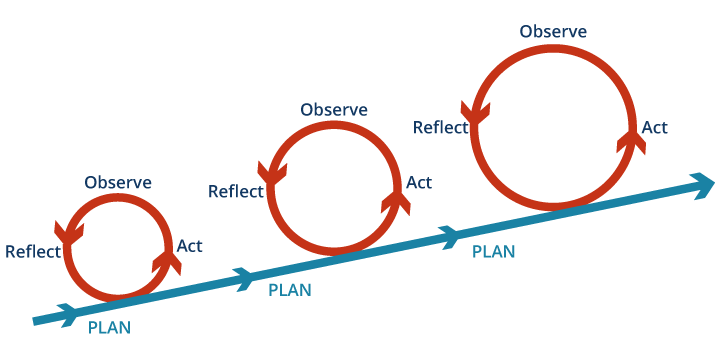 Observe
Reflect
Act
PLAN
Observe
Reflect
Act
PLAN
Observe
Reflect
Act
PLAN